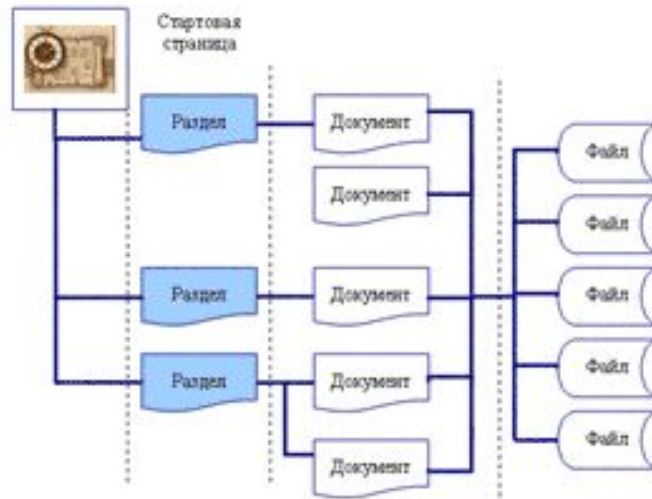 Стартовая
страница
Раздел
Документ
Файл
Документ
Файл
Раздел
Документ
Файл
Раздел
Документ
Файл
Документ
Файл